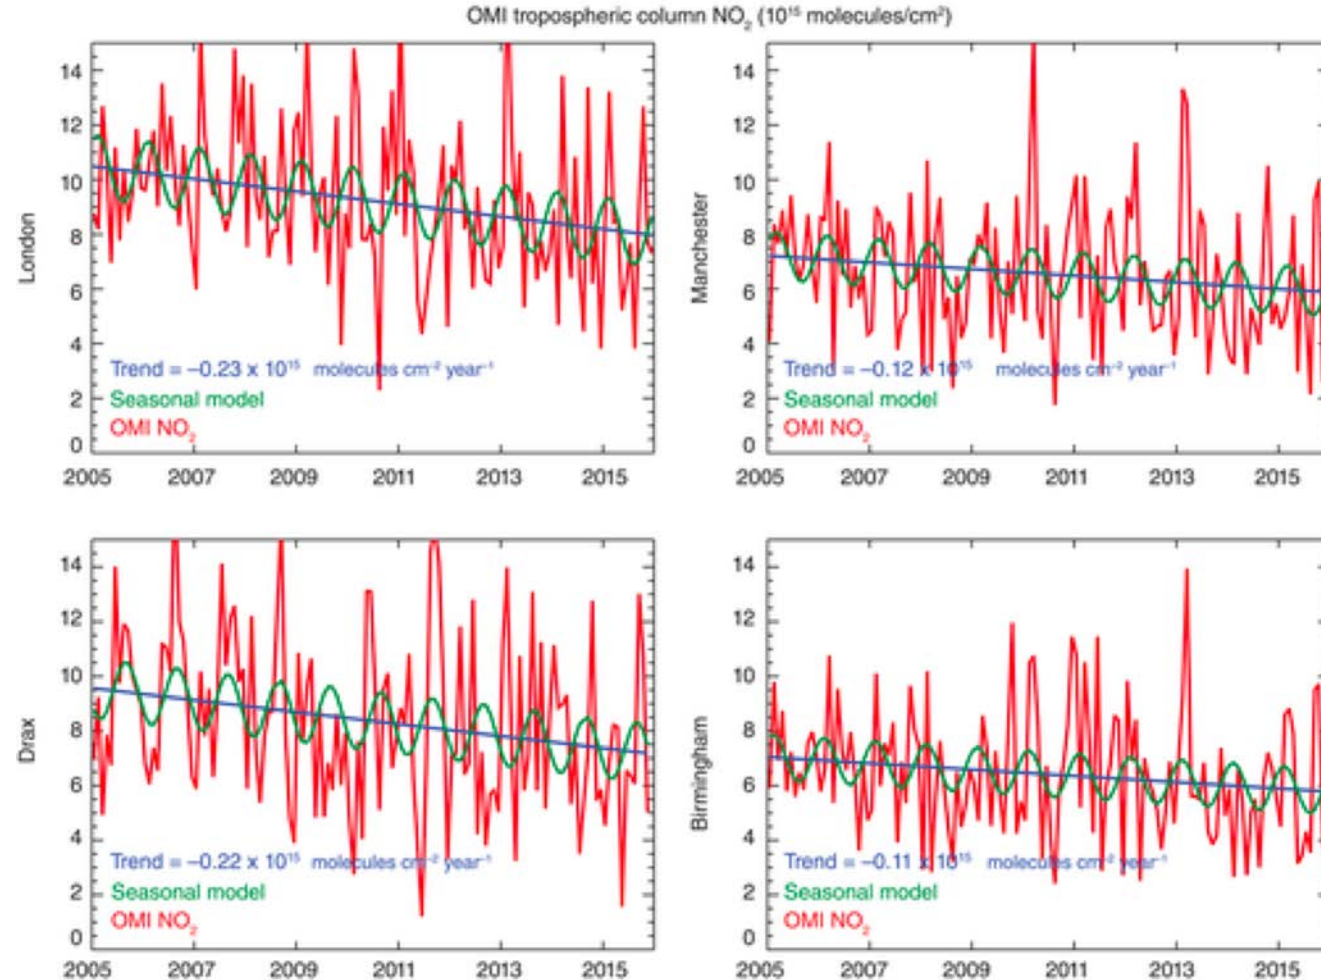 OMI tropospheric column NO₂ (10¹⁵ molecules/cm²)
London
14
12
10
8
6
4
2
0
Trend = −0.23 x 10¹⁵ molecules cm⁻² year⁻¹
Seasonal model
OMI NO₂
2005 2007 2009 2011 2013 2015
Manchester
14
12
10
8
6
4
2
0
Trend = −0.12 x 10¹⁵ molecules cm⁻² year⁻¹
Seasonal model
OMI NO₂
2005 2007 2009 2011 2013 2015
Drax
14
12
10
8
6
4
2
0
Trend = −0.22 x 10¹⁵ molecules cm⁻² year⁻¹
Seasonal model
OMI NO₂
2005 2007 2009 2011 2013 2015
Birmingham
14
12
10
8
6
4
2
0
Trend = −0.11 x 10¹⁵ molecules cm⁻² year⁻¹
Seasonal model
OMI NO₂
2005 2007 2009 2011 2013 2015